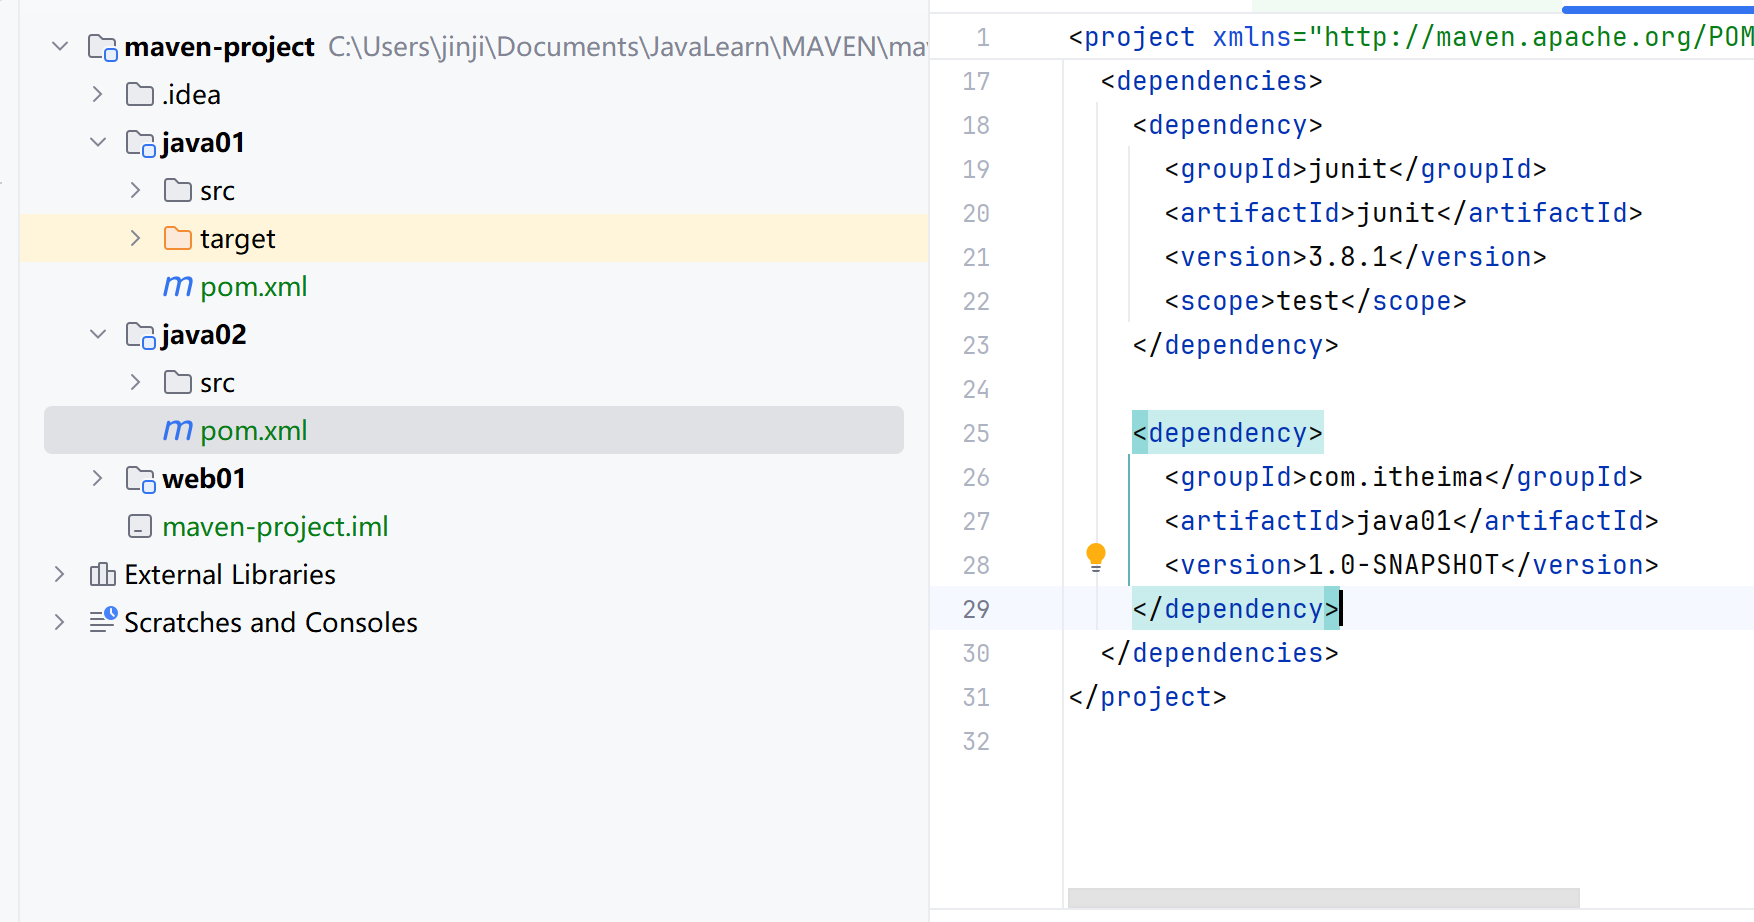 maven-project C:\Users\jinji\Documents\JavaLearn\MAVEN\ma
.idea
java01
src
target
pom.xml
java02
src
pom.xml
web01
maven-project.iml
External Libraries
Scratches and Consoles
1 <project xmlns="http://maven.apache.org/POM
17 <dependencies>
18 <dependency>
19 <groupId>junit</groupId>
20 <artifactId>junit</artifactId>
21 <version>3.8.1</version>
22 <scope>test</scope>
23 </dependency>
24
25 <dependency>
26 <groupId>com.itheima</groupId>
27 <artifactId>java01</artifactId>
28 <version>1.0-SNAPSHOT</version>
29 </dependency>
30 </dependencies>
31 </project>
32